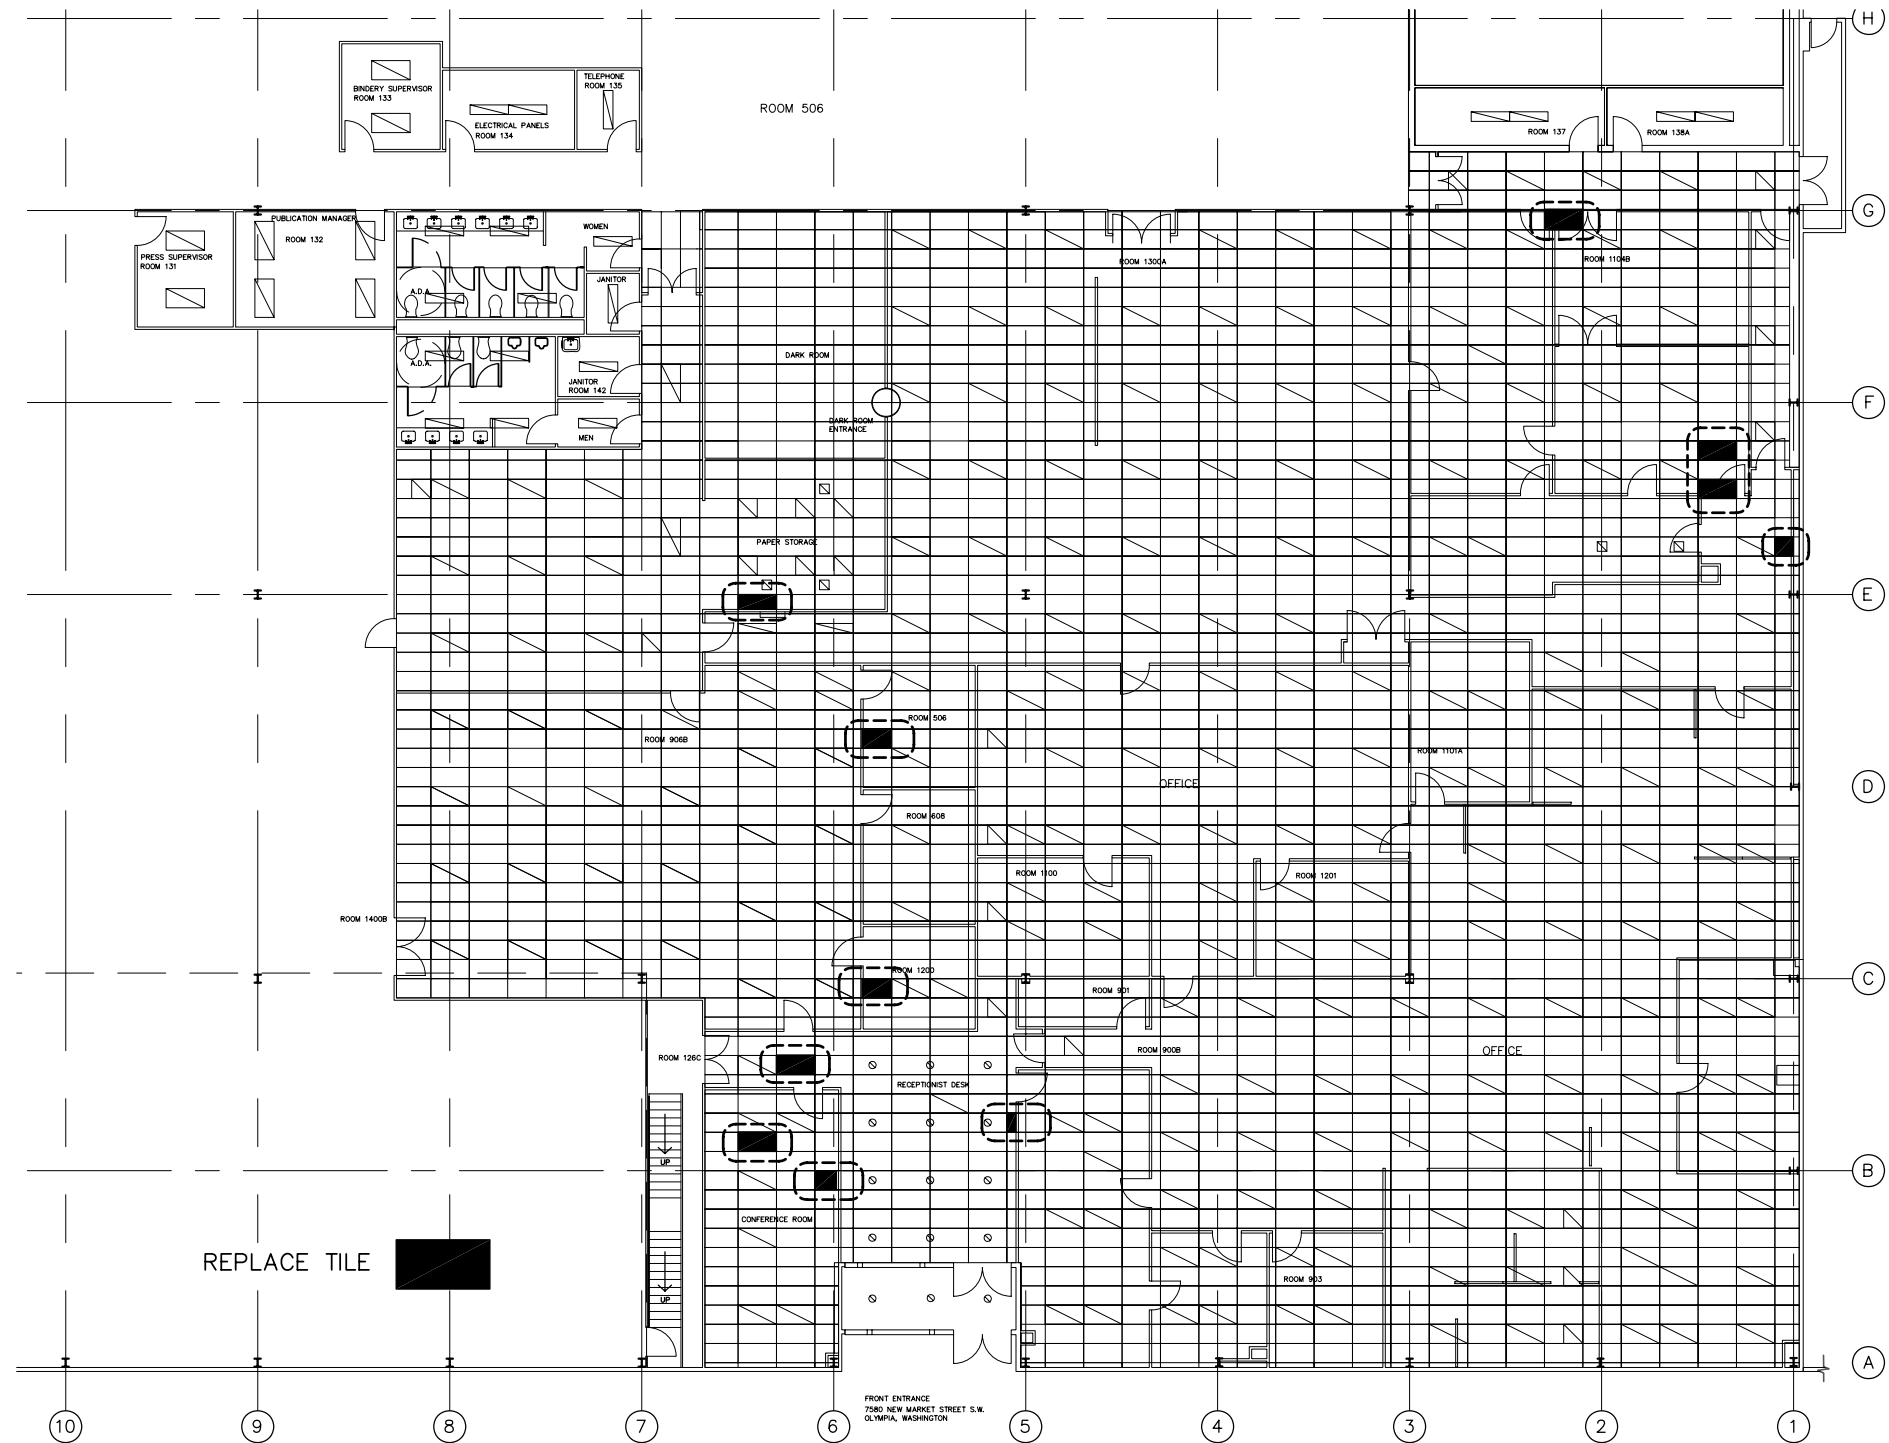 H
TELEPHONE
ROOM 135
BINDERY SUPERVISOR
ROOM 133
ROOM 506
ELECTRICAL PANELS
ROOM 134
ROOM 137
ROOM 138A
G
PUBLICATION MANAGER
ROOM 132
WOMEN
PRESS SUPERVISOR
ROOM 131
ROOM 1300A
ROOM 1104B
JANITOR
A.D.A.
DARK ROOM
A.D.A.
JANITOR
ROOM 142
F
DARK ROOM
ENTRANCE
MEN
PAPER STORAGE
E
ROOM 506
ROOM 906B
ROOM 1101A
OFFICE
D
ROOM 608
ROOM 1100
ROOM 1201
ROOM 1400B
ROOM 1200
C
ROOM 901
ROOM 126C
ROOM 900B
OFFICE
RECEPTIONIST DESK
UP
B
CONFERENCE ROOM
REPLACE TILE
ROOM 903
UP
A
FRONT ENTRANCE
7580 NEW MARKET STREET S.W.
OLYMPIA, WASHINGTON
10 9 8 7 6 5 4 3 2 1